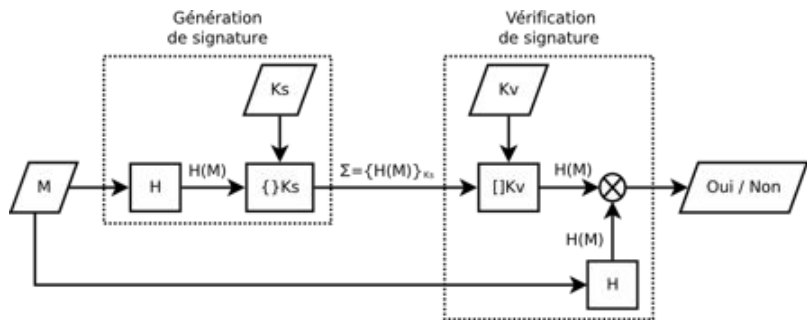 Génération
de signature
Vérification
de signature
Ks
Kv
M
H
H(M)
{}Ks
Σ={H(M)}Ks
[]Kv
H(M)
Oui / Non
H(M)
H